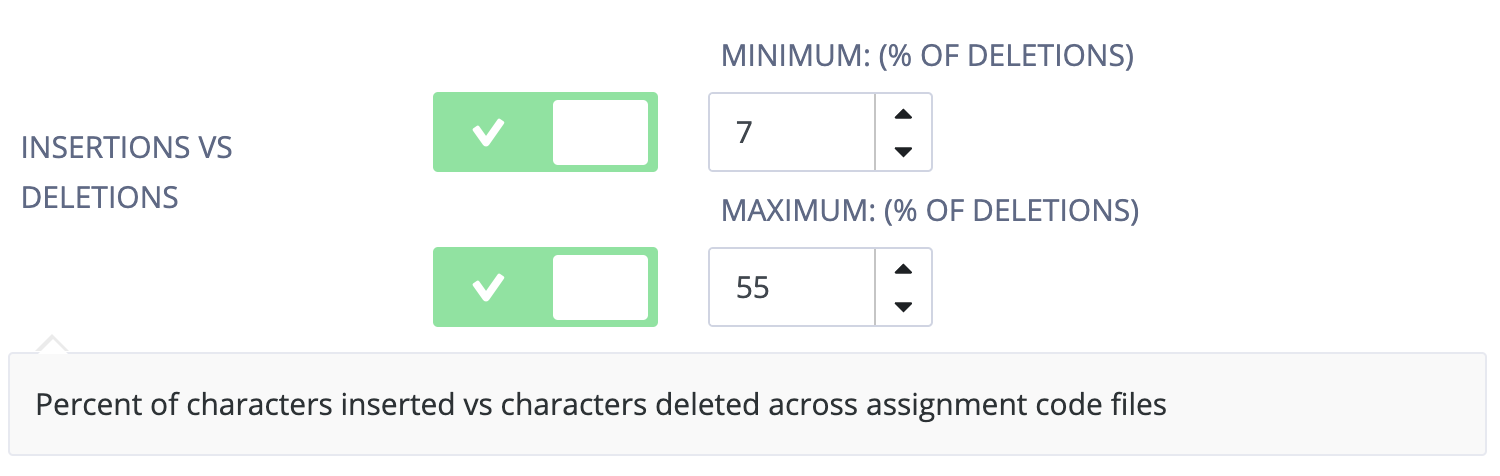 MINIMUM: (% OF DELETIONS)
7
INSERTIONS VS
DELETIONS
MAXIMUM: (% OF DELETIONS)
55
Percent of characters inserted vs characters deleted across assignment code files